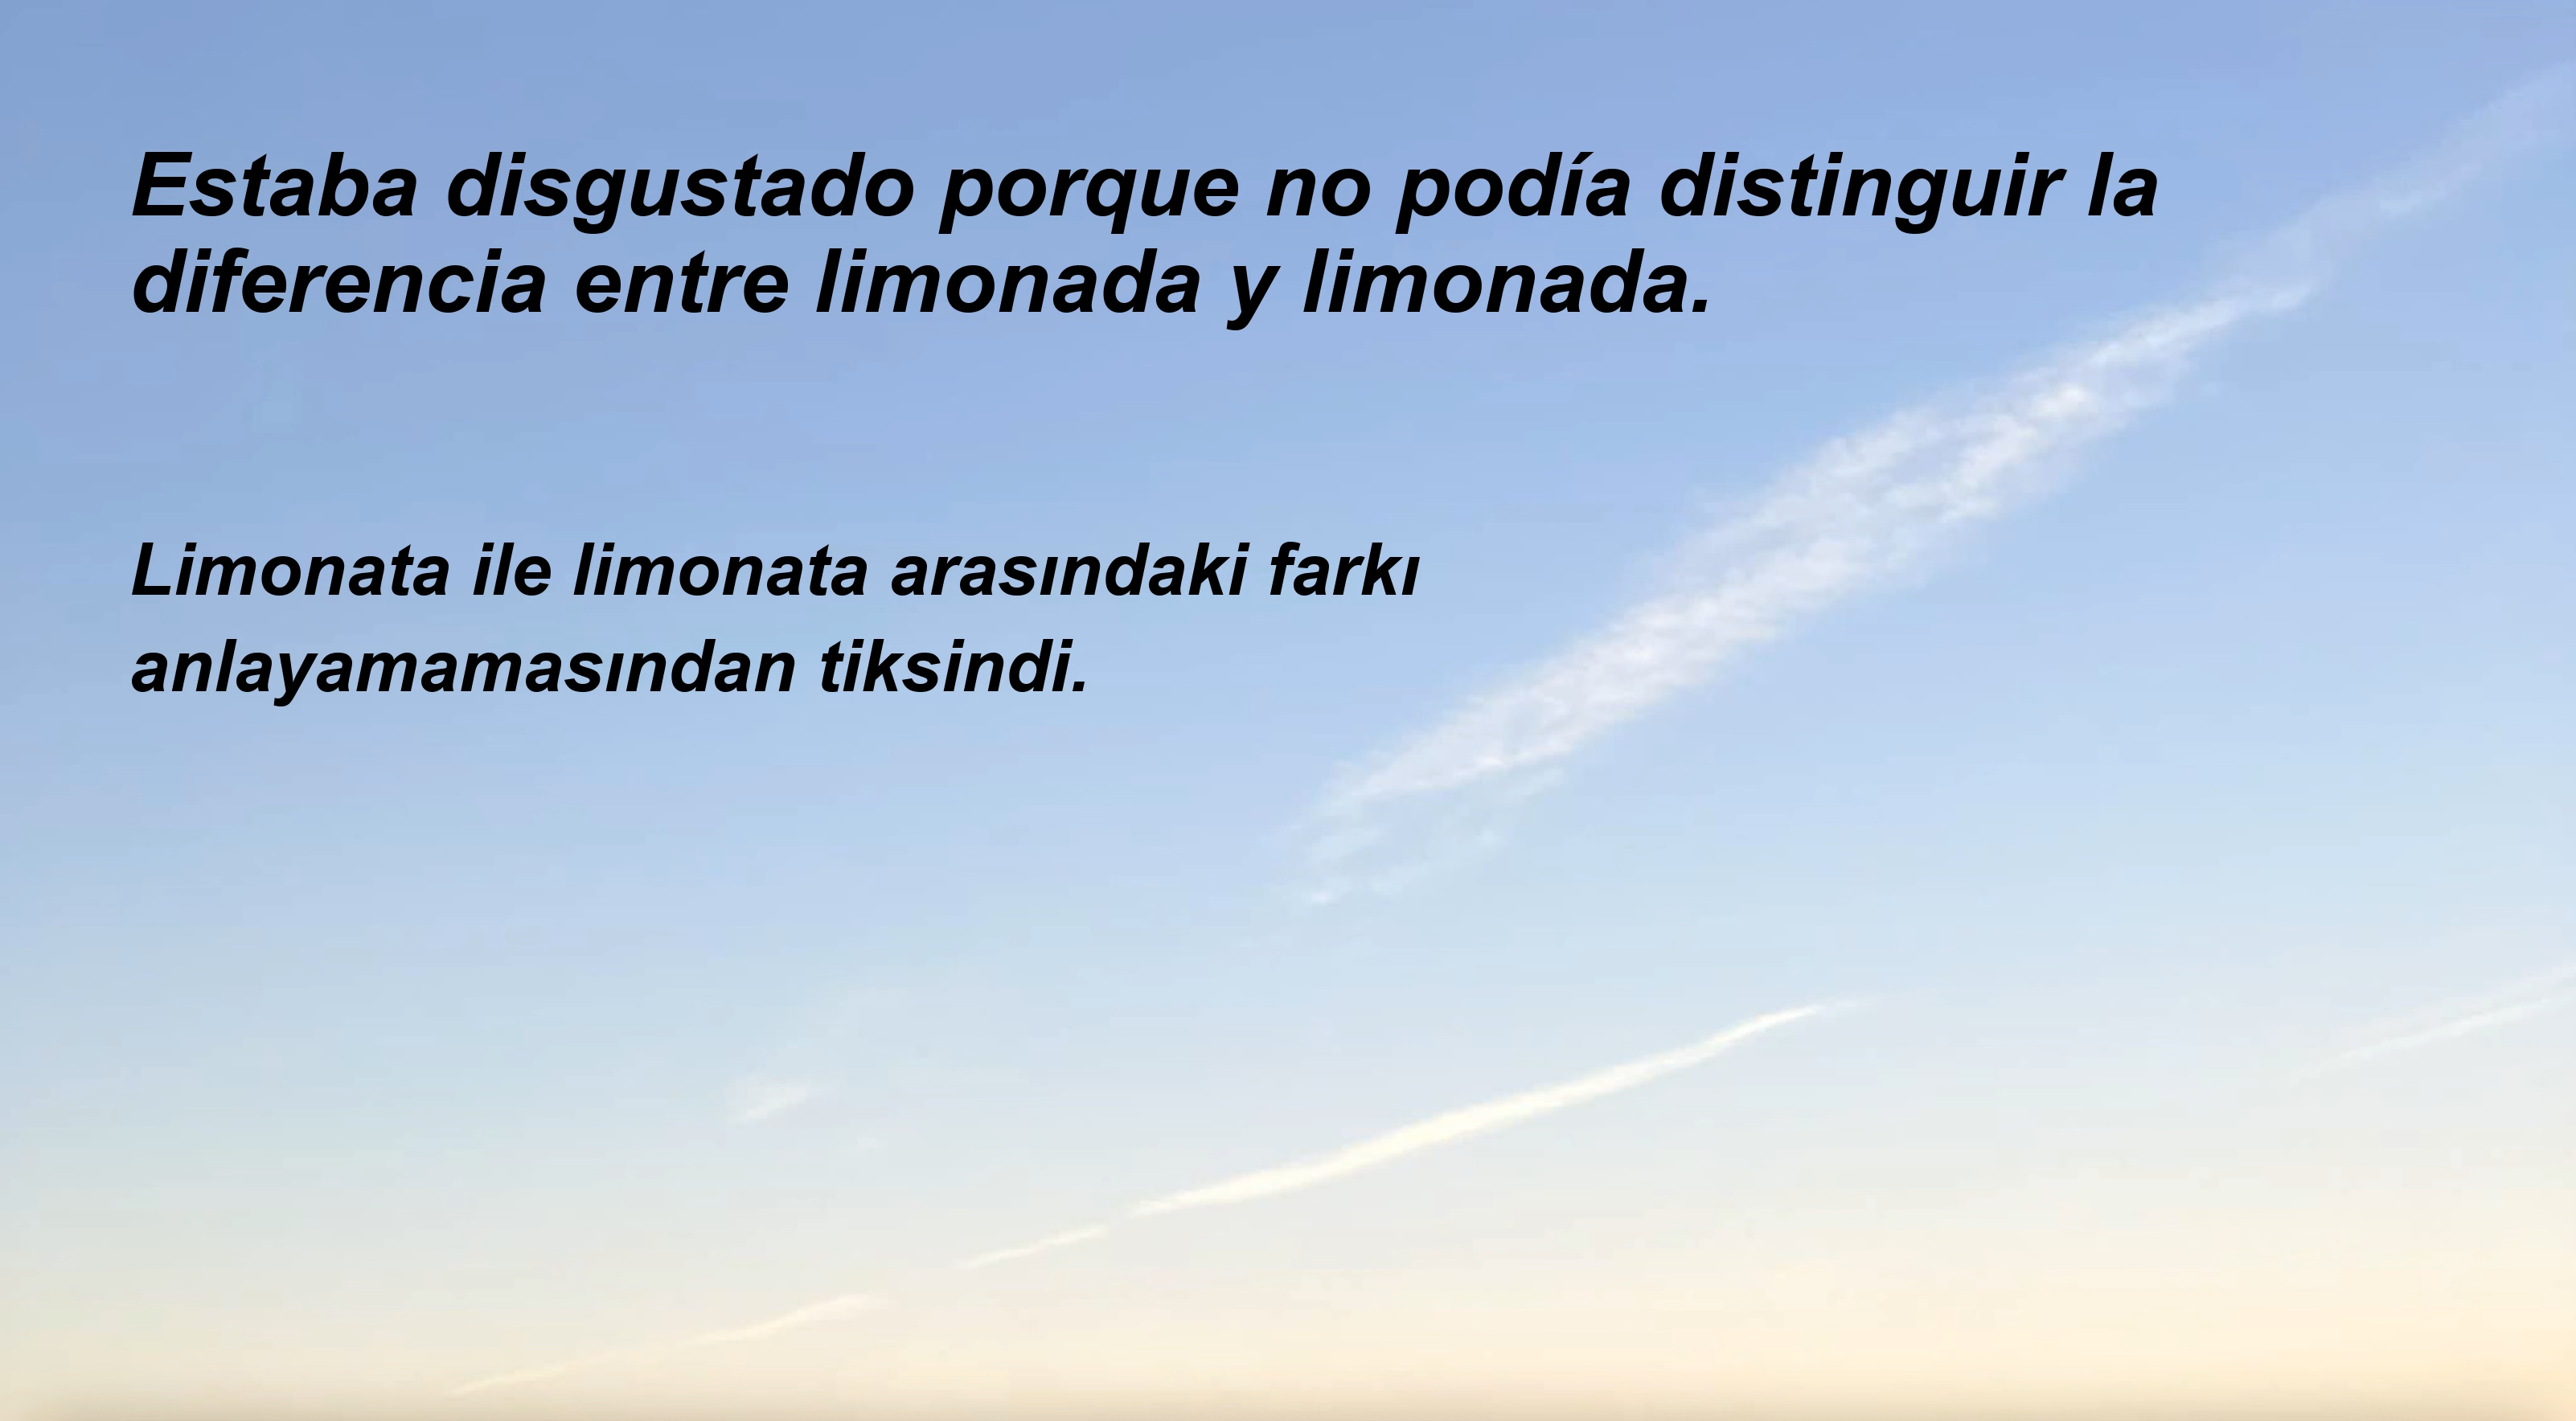 Estaba disgustado porque no podía distinguir la
diferencia entre limonada y limonada.
Limonata ile limonata arasındaki farkı
anlayamamasından tiksindi.